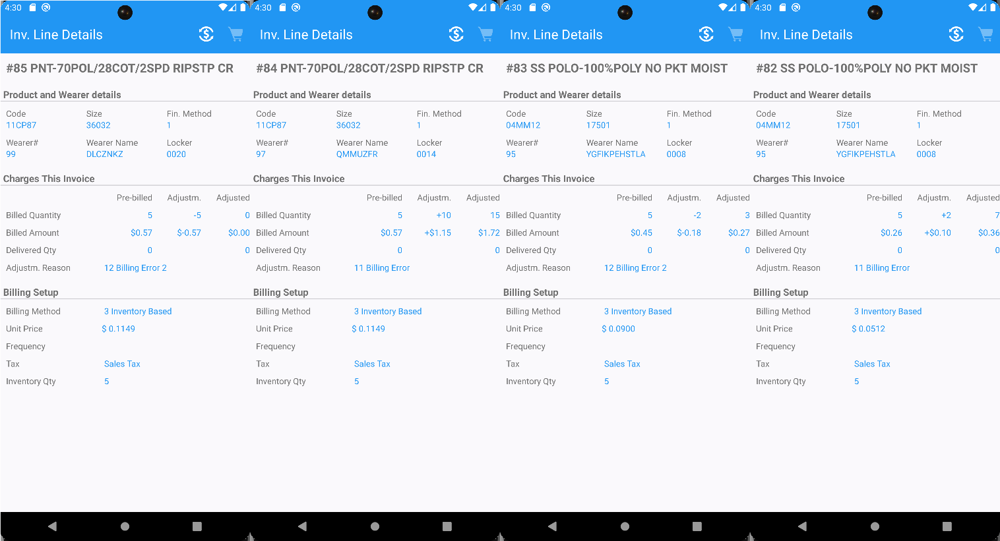 4:30
Inv. Line Details
#85 PNT-70POL/28COT/2SPD RIPSTP CR
Product and Wearer details
Code Size Fin. Method
11CP87 36032 1
Wearer# Wearer Name Locker
99 DLCZNKZ 0020
Charges This Invoice
Pre-billed Adjustm. Adjusted
Billed Quantity 5 -5 0
Billed Amount $0.57 $-0.57 $0.00
Delivered Qty 0 0
Adjustm. Reason 12 Billing Error 2
Billing Setup
Billing Method 3 Inventory Based
Unit Price $ 0.1149
Frequency
Tax Sales Tax
Inventory Qty 5
4:30
Inv. Line Details
#84 PNT-70POL/28COT/2SPD RIPSTP CR
Product and Wearer details
Code Size Fin. Method
11CP87 36032 1
Wearer# Wearer Name Locker
97 QMMUZFR 0014
Charges This Invoice
Pre-billed Adjustm. Adjusted
Billed Quantity 5 +10 15
Billed Amount $0.57 +$1.15 $1.72
Delivered Qty 0 0
Adjustm. Reason 11 Billing Error
Billing Setup
Billing Method 3 Inventory Based
Unit Price $ 0.1149
Frequency
Tax Sales Tax
Inventory Qty 5
4:30
Inv. Line Details
#83 SS POLO-100%POLY NO PKT MOIST
Product and Wearer details
Code Size Fin. Method
04MM12 17501 1
Wearer# Wearer Name Locker
95 YGFIKPEHSTLA 0008
Charges This Invoice
Pre-billed Adjustm. Adjusted
Billed Quantity 5 -2 3
Billed Amount $0.45 $-0.18 $0.27
Delivered Qty 0 0
Adjustm. Reason 12 Billing Error 2
Billing Setup
Billing Method 3 Inventory Based
Unit Price $ 0.0900
Frequency
Tax Sales Tax
Inventory Qty 5
4:30
Inv. Line Details
#82 SS POLO-100%POLY NO PKT MOIST
Product and Wearer details
Code Size Fin. Method
04MM12 17501 1
Wearer# Wearer Name Locker
95 YGFIKPEHSTLA 0008
Charges This Invoice
Pre-billed Adjustm. Adjusted
Billed Quantity 5 +2 7
Billed Amount $0.26 +$0.10 $0.36
Delivered Qty 0 0
Adjustm. Reason 11 Billing Error
Billing Setup
Billing Method 3 Inventory Based
Unit Price $ 0.0512
Frequency
Tax Sales Tax
Inventory Qty 5